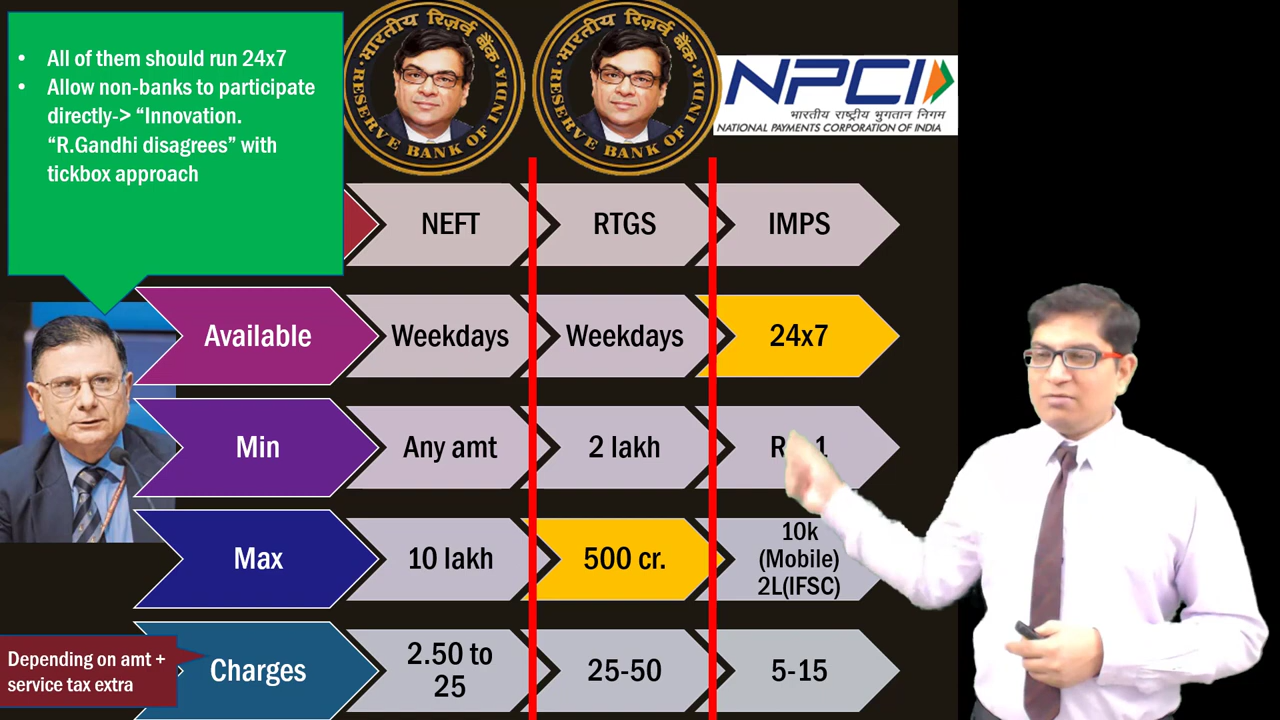 • All of them should run 24x7
• Allow non-banks to participate
directly-> “Innovation.
“R.Gandhi disagrees” with
tickbox approach
भारतीय रिज़र्व बैंक
RESERVE BANK OF INDIA
भारतीय रिज़र्व बैंक
RESERVE BANK OF INDIA
NPCI
भारतीय राष्ट्रीय भुगतान निगम
NATIONAL PAYMENTS CORPORATION OF INDIA
NEFT
RTGS
IMPS
Available
Weekdays
Weekdays
24x7
Min
Any amt
2 lakh
1
Max
10 lakh
500 cr.
10k
(Mobile)
2L(IFSC)
Depending on amt +
service tax extra
Charges
2.50 to
25
25-50
5-15